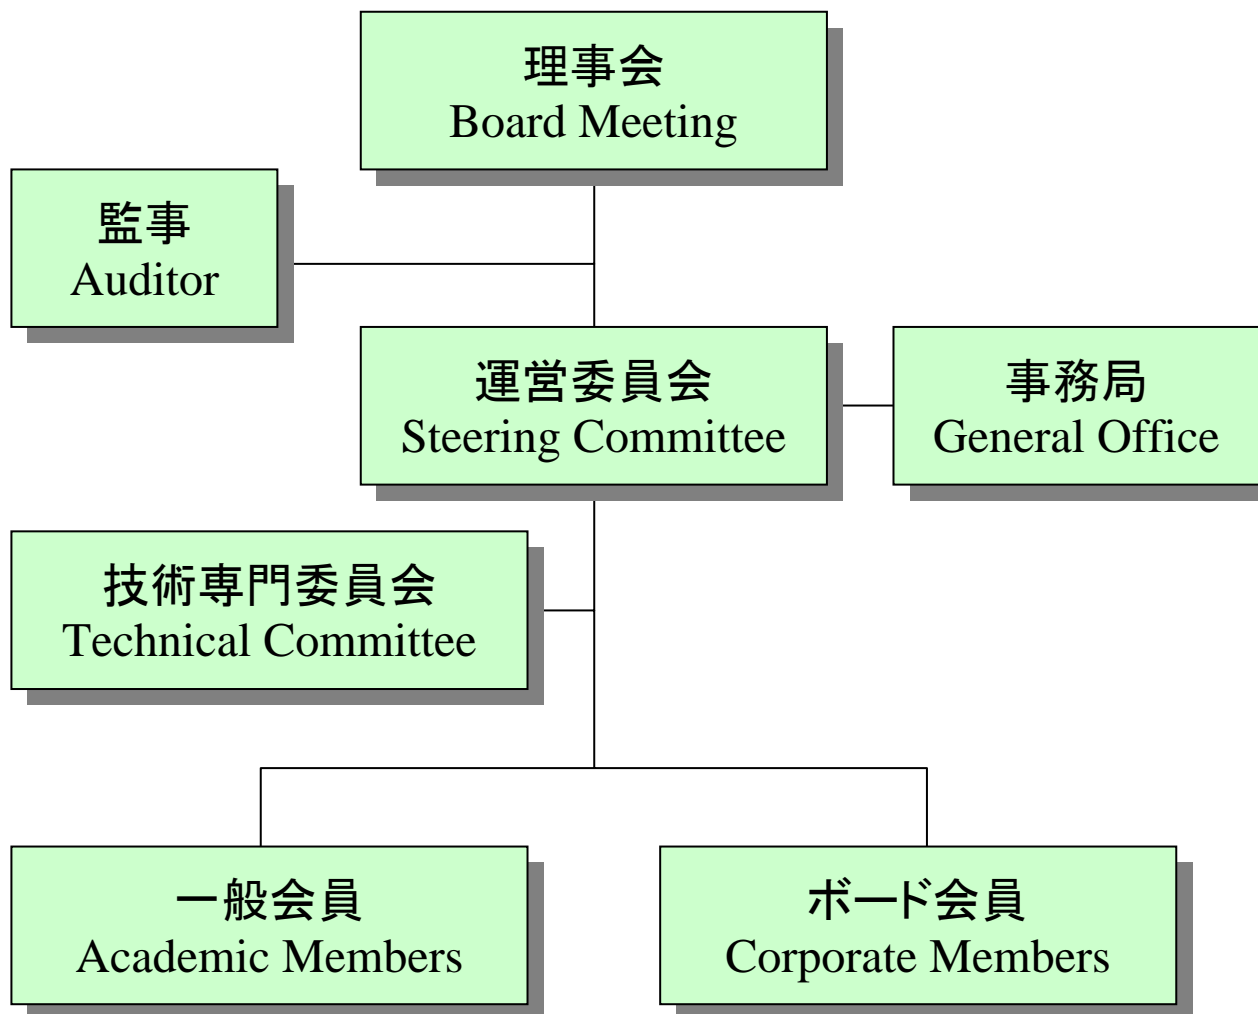 理事会
Board Meeting
監事
Auditor
運営委員会
Steering Committee
事務局
General Office
技術専門委員会
Technical Committee
一般会員
Academic Members
ボード会員
Corporate Members